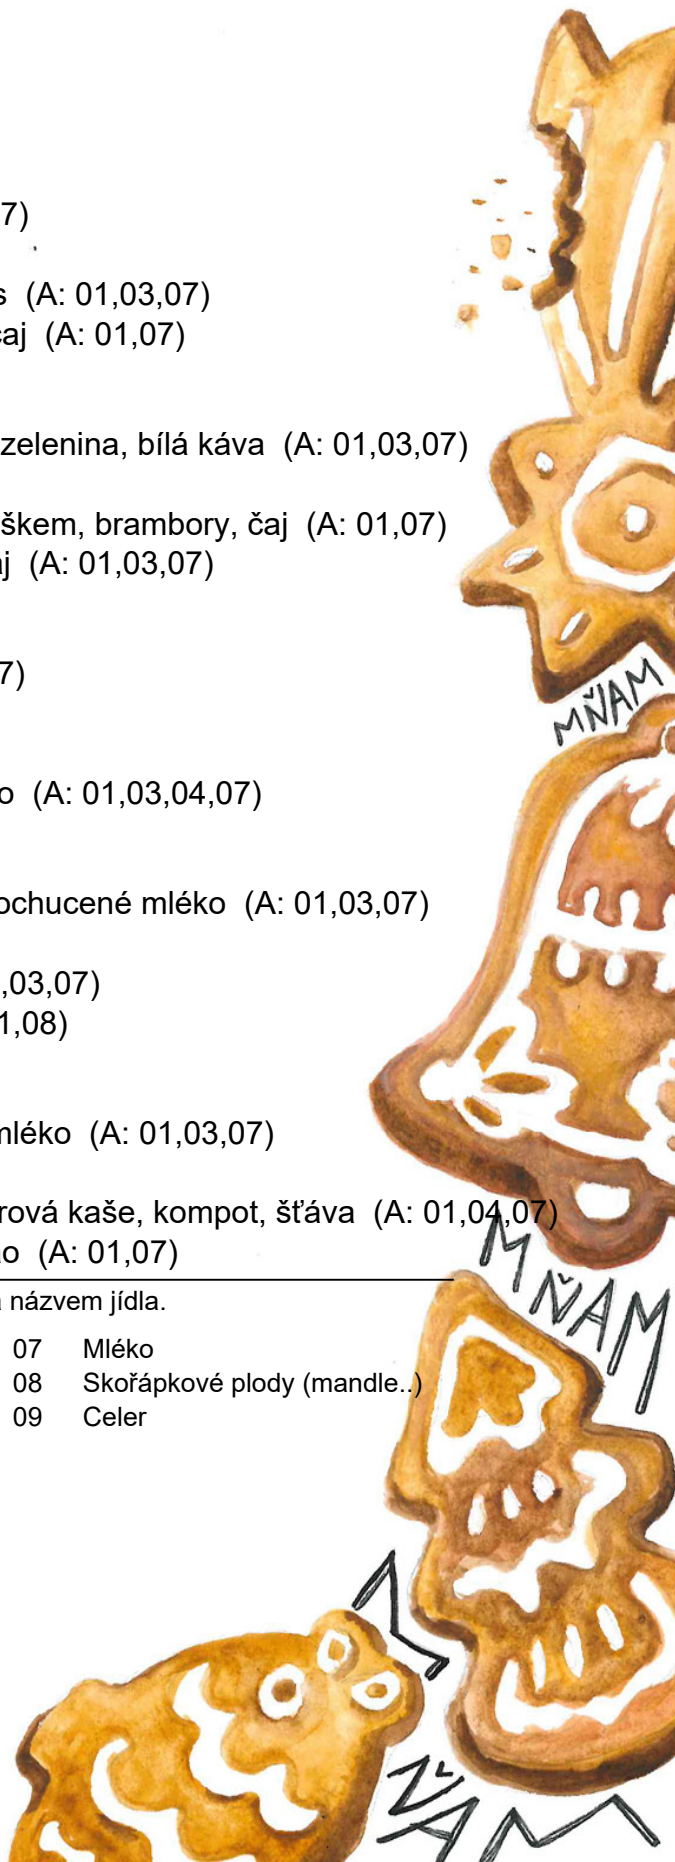 7)
s (A: 01,03,07)
čaj (A: 01,07)
zelenina, bílá káva (A: 01,03,07)
škem, brambory, čaj (A: 01,07)
aj (A: 01,03,07)
7)
o (A: 01,03,04,07)
ochucené mléko (A: 01,03,07)
,03,07)
1,08)
mléko (A: 01,03,07)
rová kaše, kompot, šťáva (A: 01,04,07)
no (A: 01,07)
a názvem jídla.
07 Mléko
08 Skořápkové plody (mandle..)
09 Celer
MŇAM
MŇAM
MŇAM